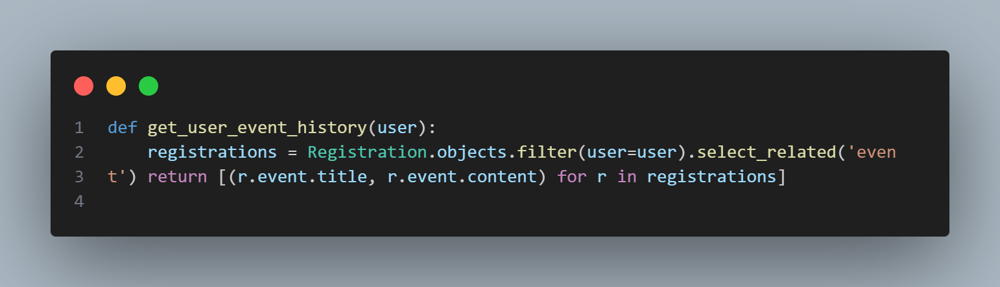 1 def get_user_event_history(user):
2     registrations = Registration.objects.filter(user=user).select_related('even
3 t') return [(r.event.title, r.event.content) for r in registrations]
4